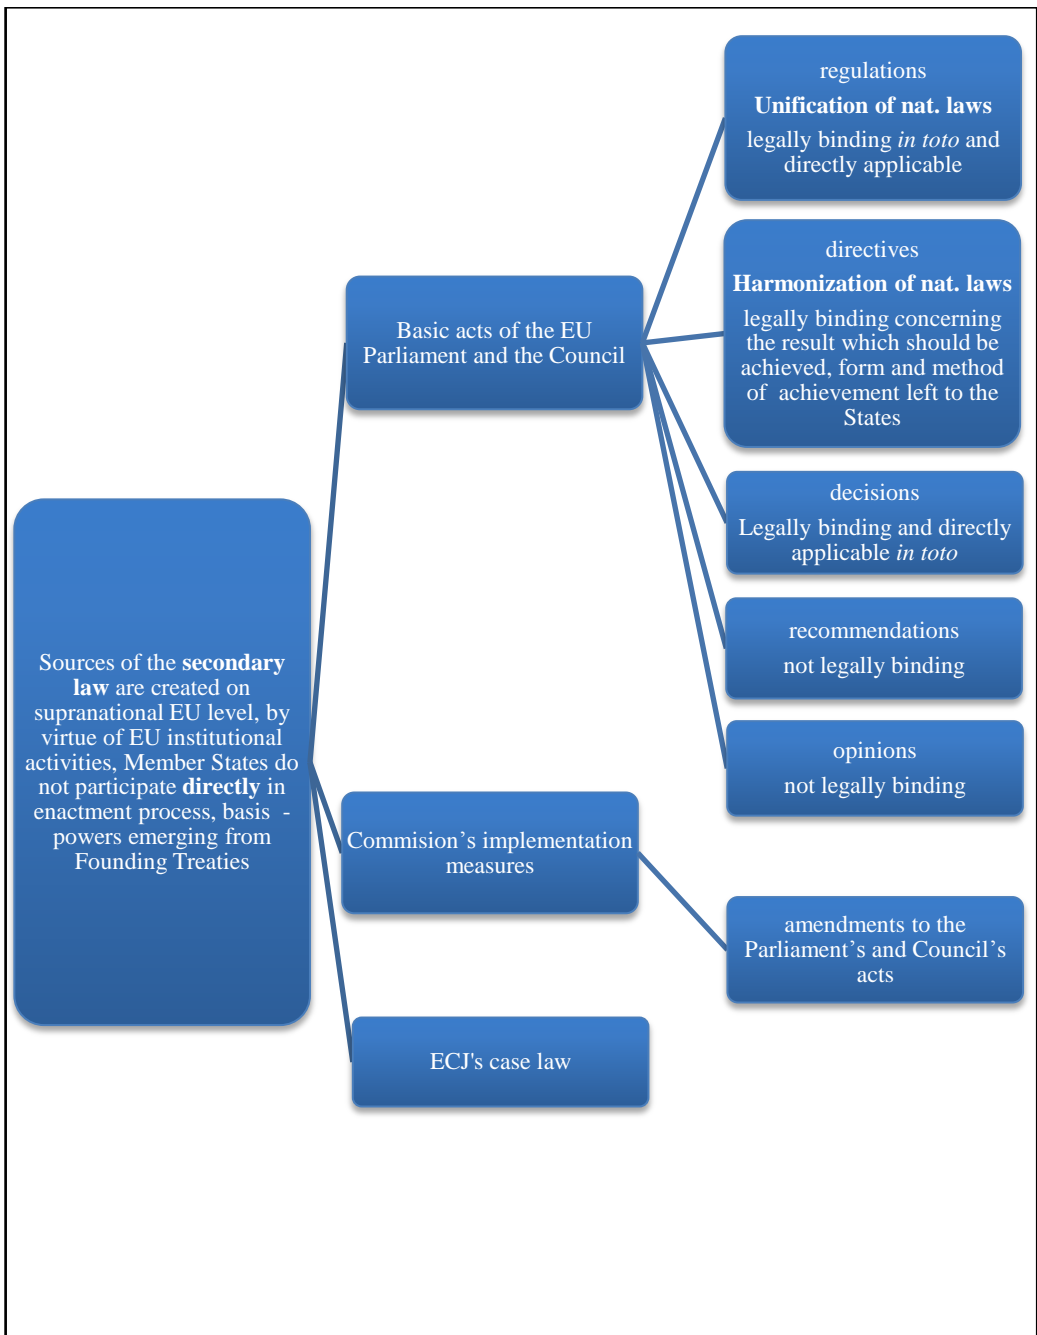 Sources of the secondary
law are created on
supranational EU level, by
virtue of EU institutional
activities, Member States do
not participate directly in
enactment process, basis -
powers emerging from
Founding Treaties
Basic acts of the EU
Parliament and the Council
regulations
Unification of nat. laws
legally binding in toto and
directly applicable
directives
Harmonization of nat. laws
legally binding concerning
the result which should be
achieved, form and method
of achievement left to the
States
decisions
Legally binding and directly
applicable in toto
recommendations
not legally binding
opinions
not legally binding
Commision’s implementation
measures
amendments to the
Parliament’s and Council’s
acts
ECJ's case law